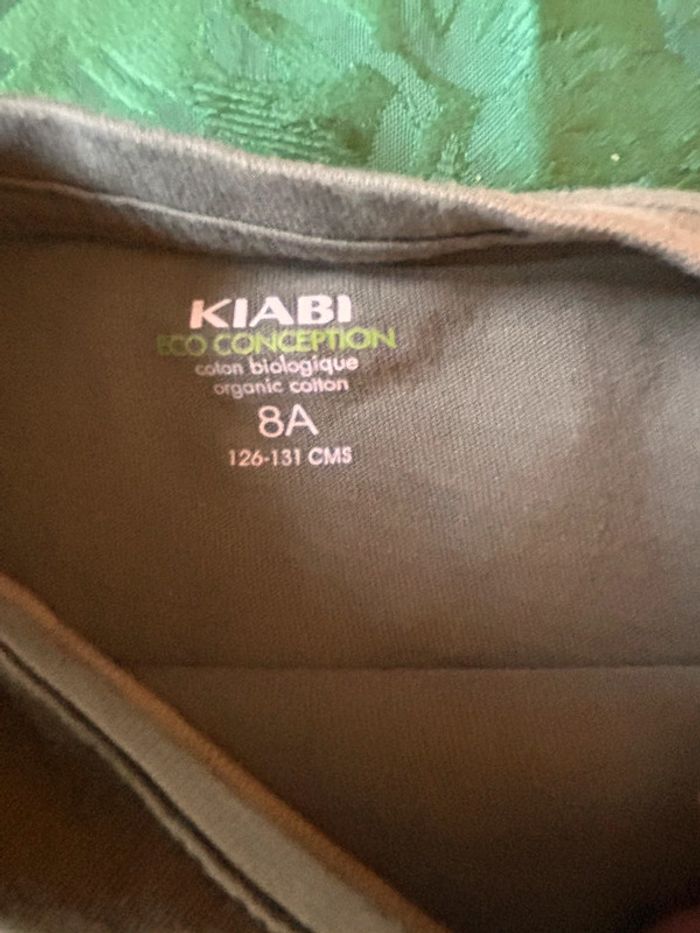 KIABI
ECO CONCEPTION
coton biologique
organic cotton
8A
126-131 CMS